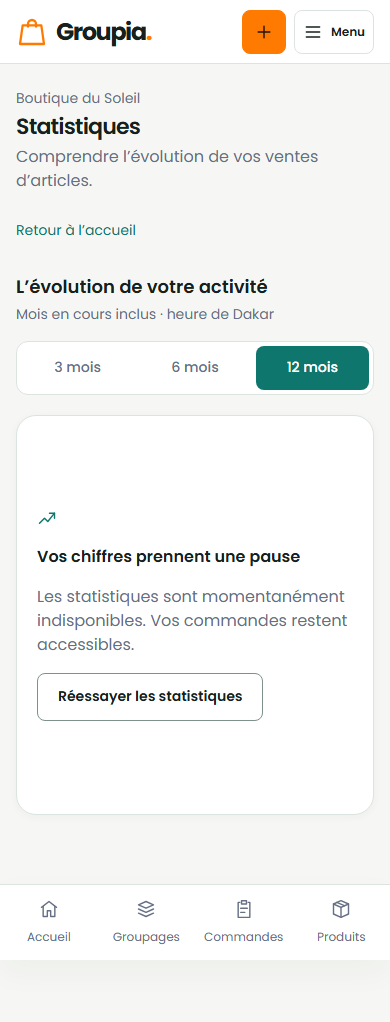 Groupia.
Menu
Boutique du Soleil
Statistiques
Comprendre l’évolution de vos ventes
d’articles.
Retour à l’accueil
L’évolution de votre activité
Mois en cours inclus · heure de Dakar
3 mois
6 mois
12 mois
Vos chiffres prennent une pause
Les statistiques sont momentanément
indisponibles. Vos commandes restent
accessibles.
Réessayer les statistiques
Accueil
Groupages
Commandes
Produits